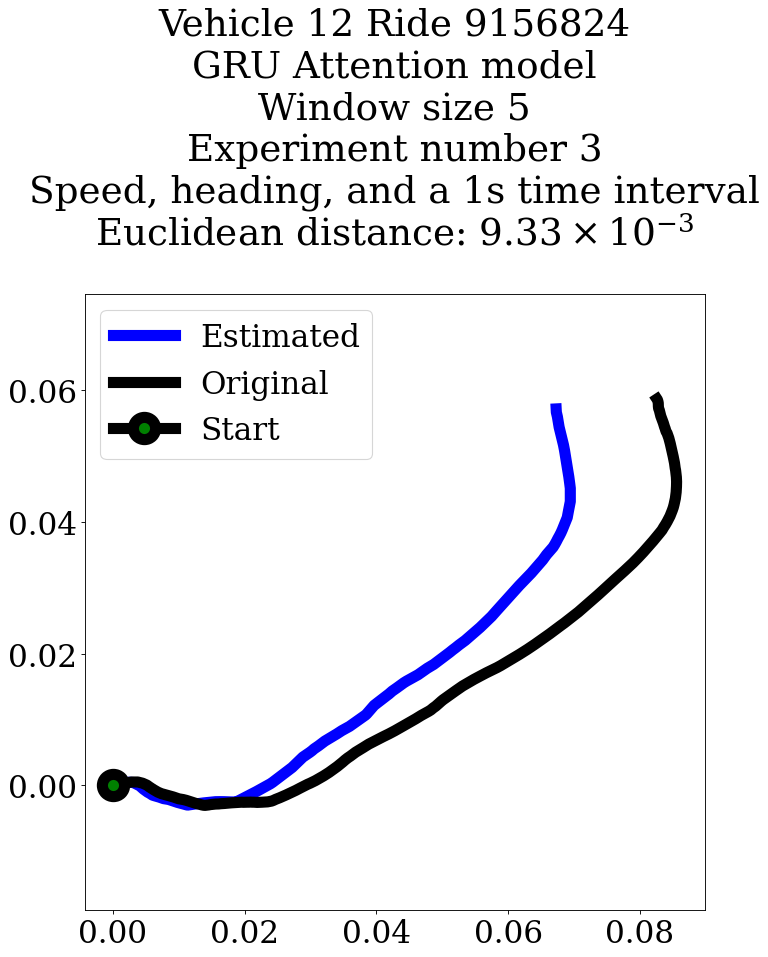 Vehicle 12 Ride 9156824
GRU Attention model
Window size 5
Experiment number 3
Speed, heading, and a 1s time interval
Euclidean distance: 9.33 × 10⁻³
Estimated
Original
Start
0.06
0.04
0.02
0.00
0.00 0.02 0.04 0.06 0.08